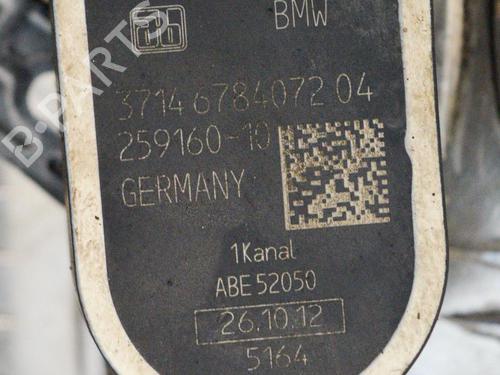 BMW
3714 6784072 04
259160-10
GERMANY
1Kanal
ABE 52050
26.10.12
5164
B-PARTS